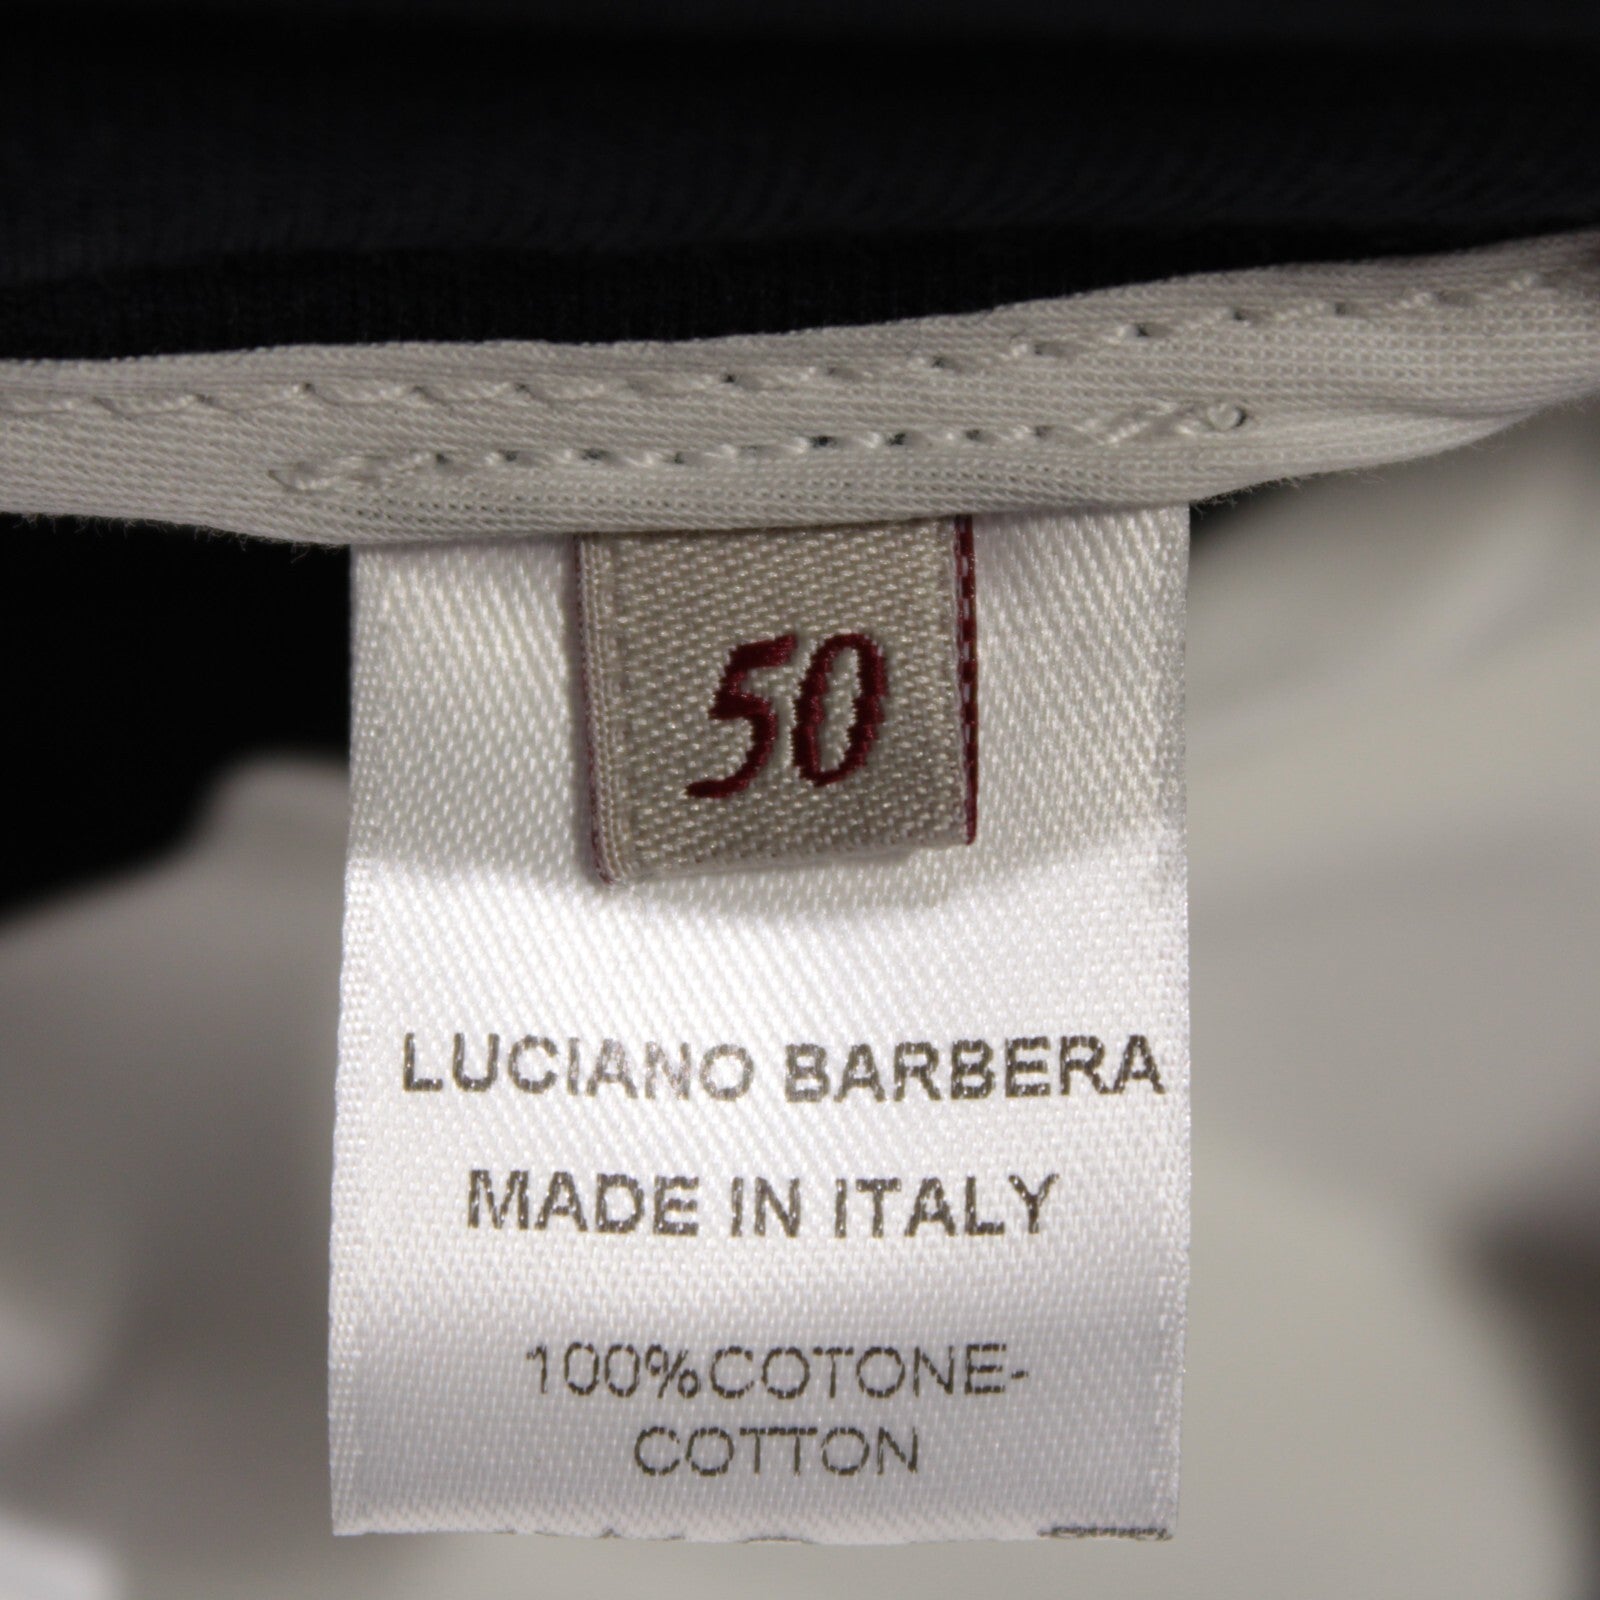 50
LUCIANO BARBERA
MADE IN ITALY
100%COTONE-
COTTON